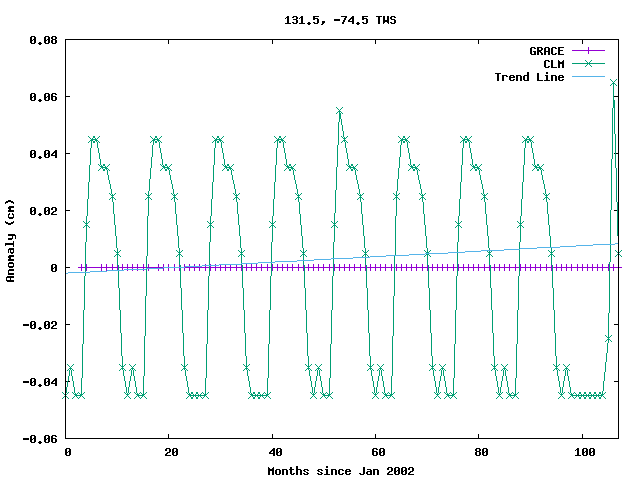 131.5, -74.5 TWS
GRACE
CLM
Trend Line
0.08
0.06
0.04
0.02
0
-0.02
-0.04
-0.06
Anomaly (cm)
0 20 40 60 80 100
Months since Jan 2002